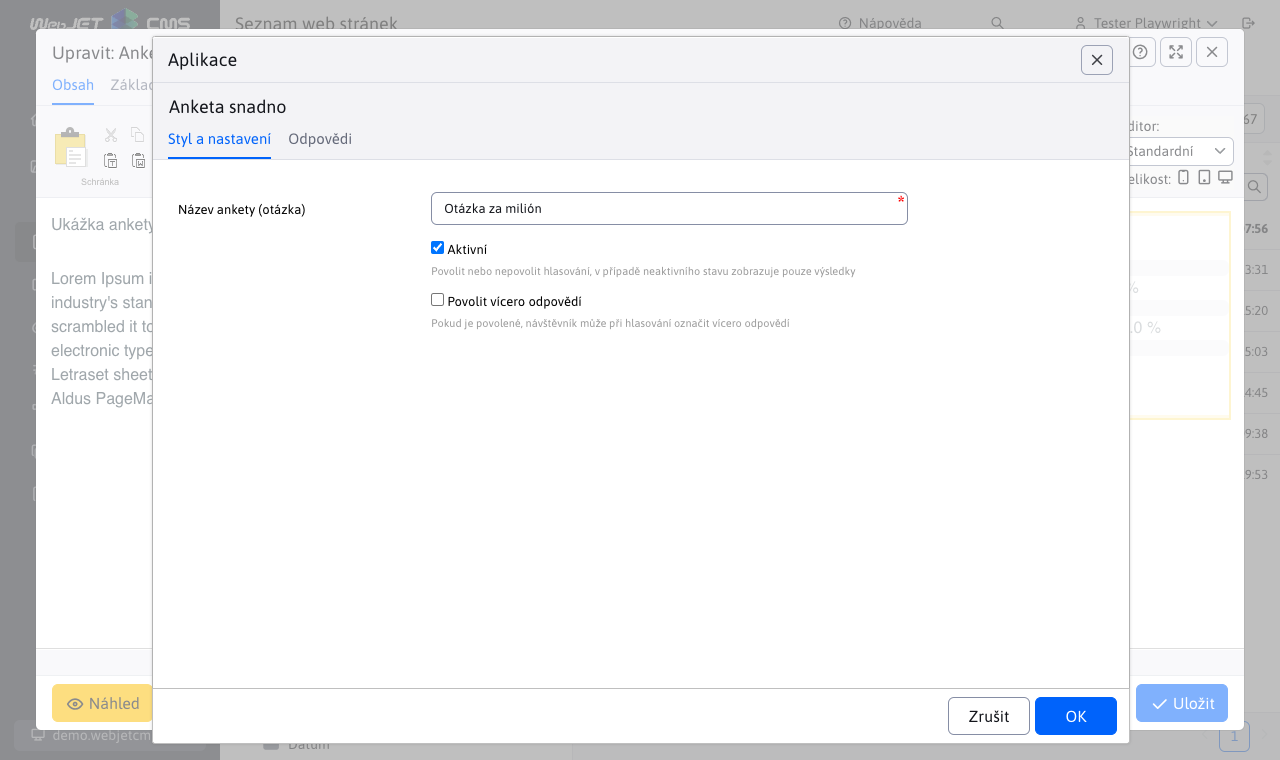 WebJET CMS
Seznam web stránek
Nápověda
Tester Playwright
Upravit: Anke
Aplikace
Obsah
Anketa snadno
Styl a nastavení
Odpovědi
Schránka
ditor:
Standardní
elikost:
67
Název ankety (otázka)
Otázka za milión
*
Aktivní
Povolit nebo nepovolit hlasování, v případě neaktivního stavu zobrazuje pouze výsledky
Povolit vícero odpovědí
Pokud je povolené, návštěvník může při hlasování označit vícero odpovědí
Ukážka ankety
Lorem Ipsum i
industry's stan
scrambled it to
electronic type
Letraset sheet
Aldus PageMa
7:56
3:31
%
5:20
.0 %
5:03
4:45
9:38
9:53
Náhled
Zrušit
OK
Uložit
demo.webjetcm
Datum
1